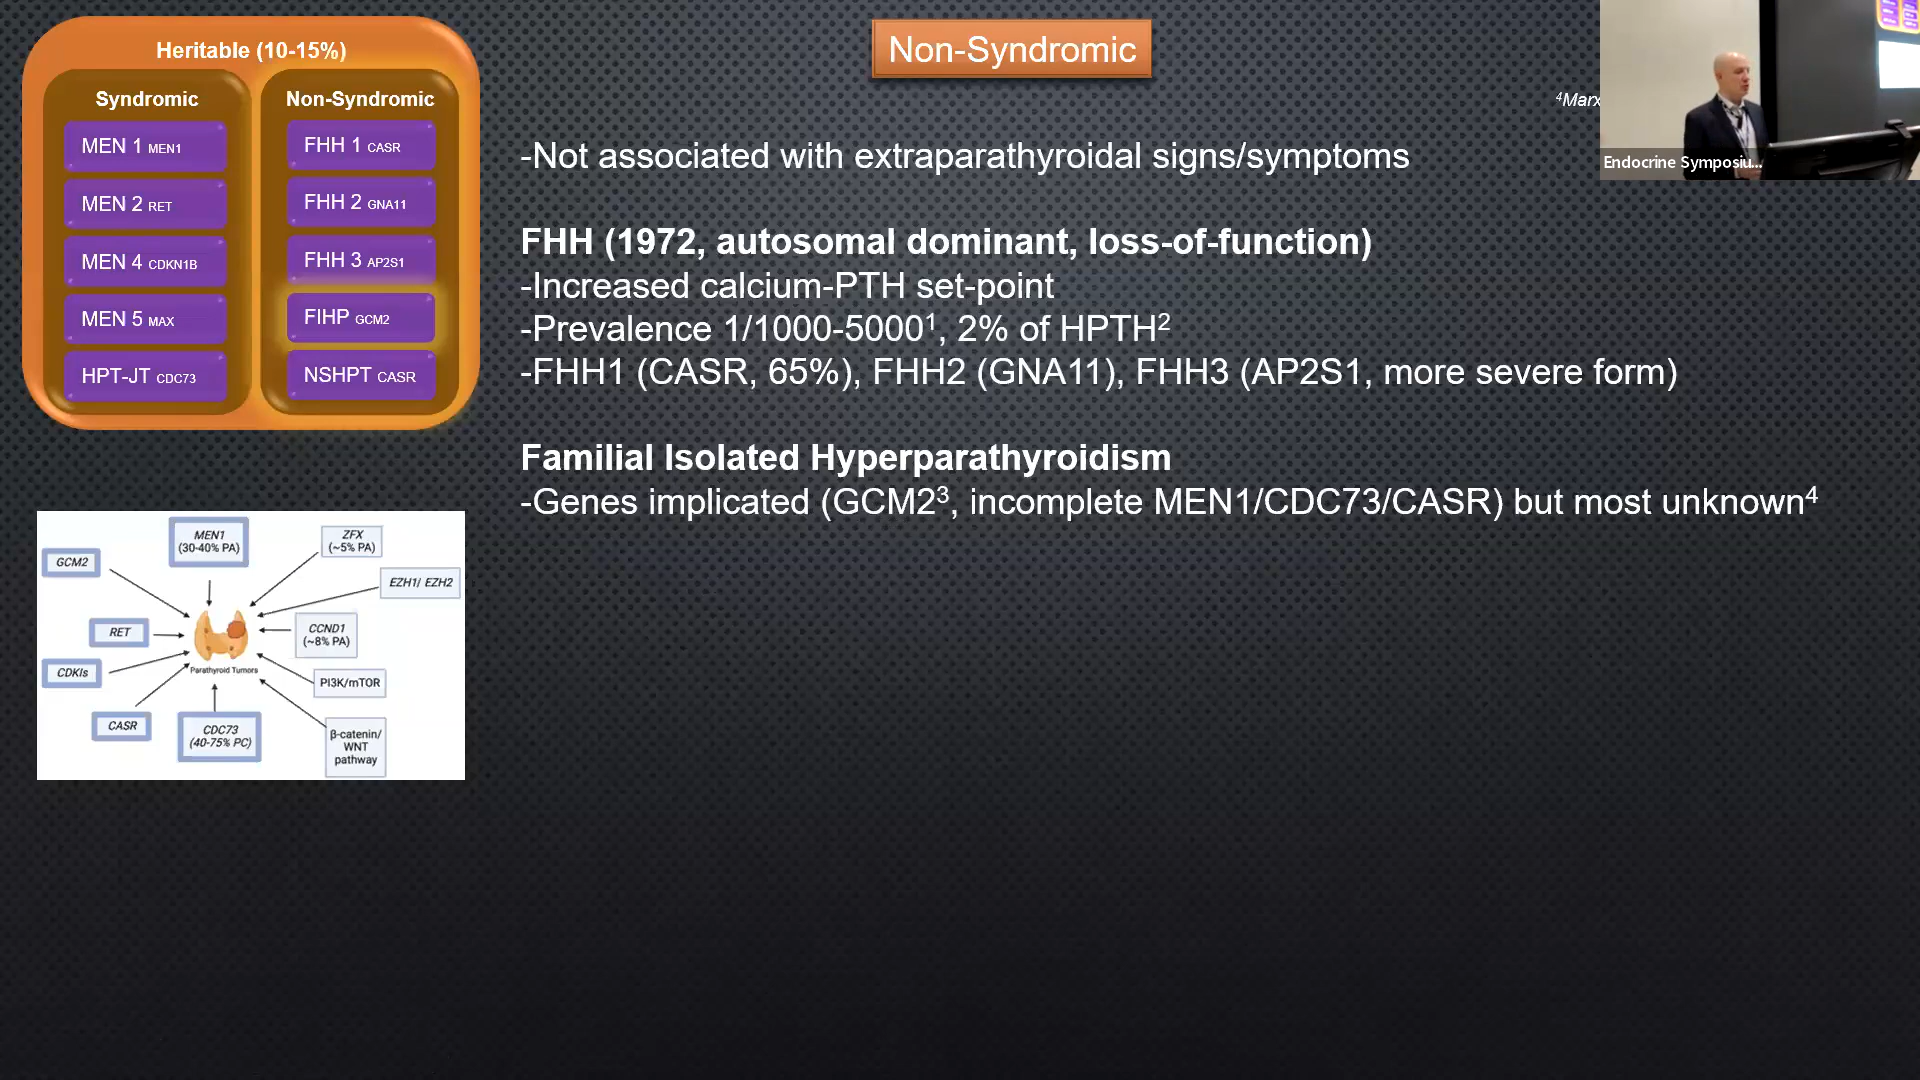 Heritable (10-15%)
Syndromic
MEN 1 MEN1
MEN 2 RET
MEN 4 CDKN1B
MEN 5 MAX
HPT-JT CDC73
Non-Syndromic
FHH 1 CASR
FHH 2 GNA11
FHH 3 AP2S1
FIHP GCM2
NSHPT CASR
Non-Syndromic
⁴Marx
Endocrine Symposiu...
-Not associated with extraparathyroidal signs/symptoms
FHH (1972, autosomal dominant, loss-of-function)
-Increased calcium-PTH set-point
-Prevalence 1/1000-5000¹, 2% of HPTH²
-FHH1 (CASR, 65%), FHH2 (GNA11), FHH3 (AP2S1, more severe form)
Familial Isolated Hyperparathyroidism
-Genes implicated (GCM2³, incomplete MEN1/CDC73/CASR) but most unknown⁴
MEN1
(30-40% PA)
ZFX
(~5% PA)
GCM2
EZH1/ EZH2
RET
CCND1
(~8% PA)
Parathyroid Tumors
CDKIs
PI3K/mTOR
CASR
CDC73
(40-75% PC)
β-catenin/
WNT
pathway